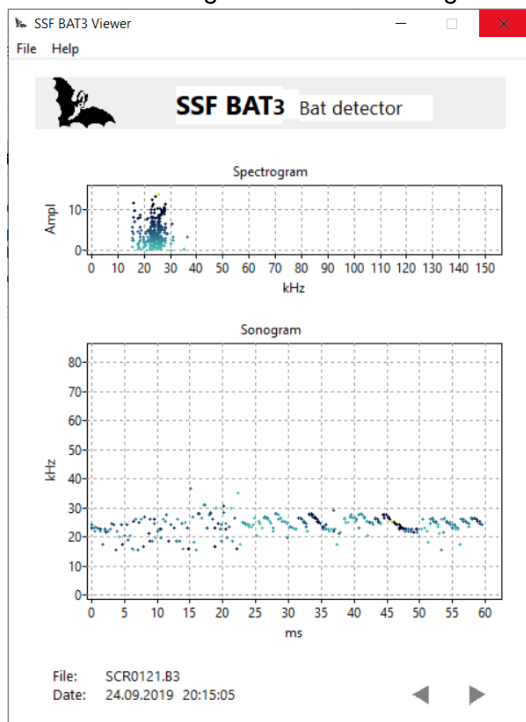 SSF BAT3 Viewer
File Help
SSF BAT3 Bat detector
Spectrogram
Ampl
10
0
0 10 20 30 40 50 60 70 80 90 100 110 120 130 140 150
kHz
Sonogram
kHz
80
70
60
50
40
30
20
10
0
0 5 10 15 20 25 30 35 40 45 50 55 60
ms
File: SCR0121.B3
Date: 24.09.2019 20:15:05